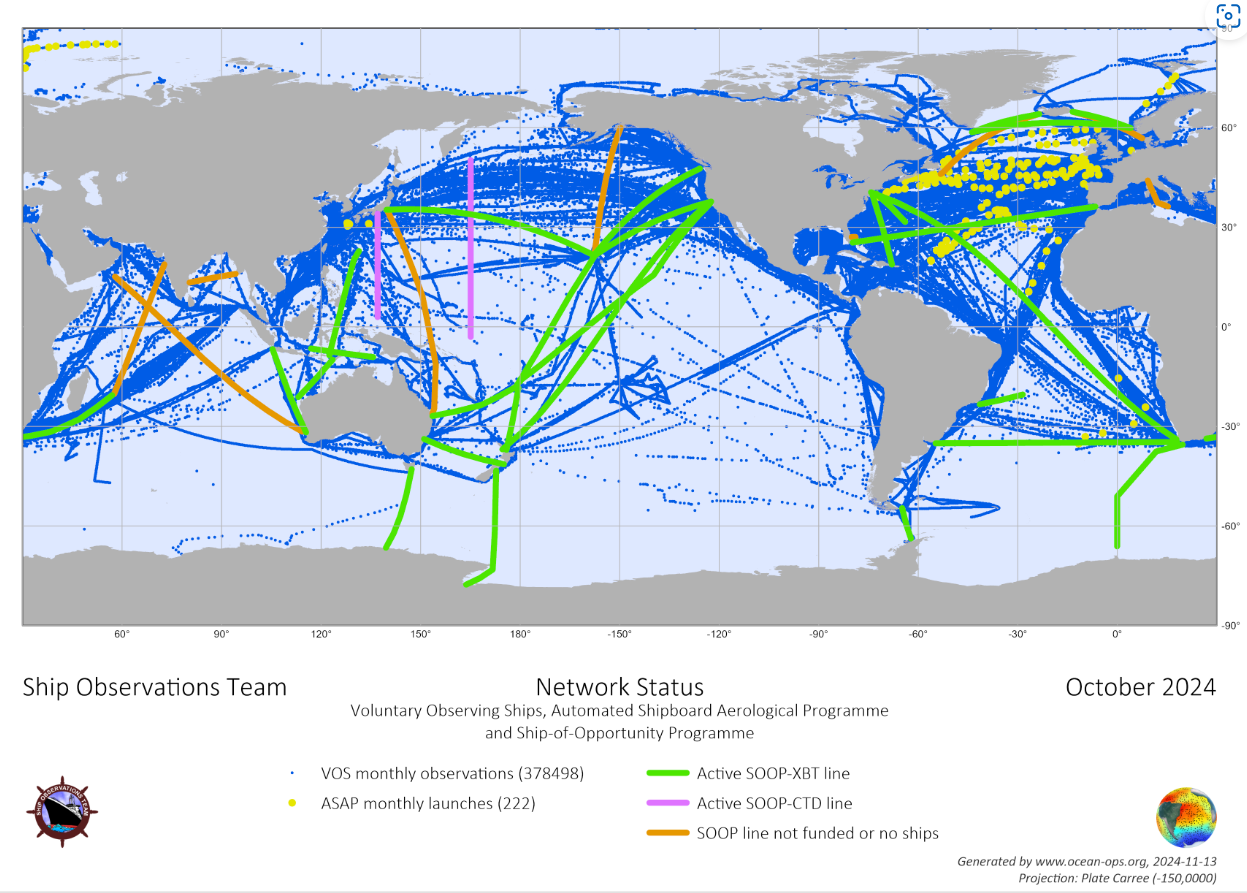 90°
60°
30°
0°
-30°
-60°
-90°
60° 90° 120° 150° 180° -150° -120° -90° -60° -30° 0°
Ship Observations Team
Network Status
October 2024
Voluntary Observing Ships, Automated Shipboard Aerological Programme
and Ship-of-Opportunity Programme
VOS monthly observations (378498)
ASAP monthly launches (222)
Active SOOP-XBT line
Active SOOP-CTD line
SOOP line not funded or no ships
SHIP OBSERVATIONS TEAM
Generated by www.ocean-ops.org, 2024-11-13
Projection: Plate Carree (-150,0000)